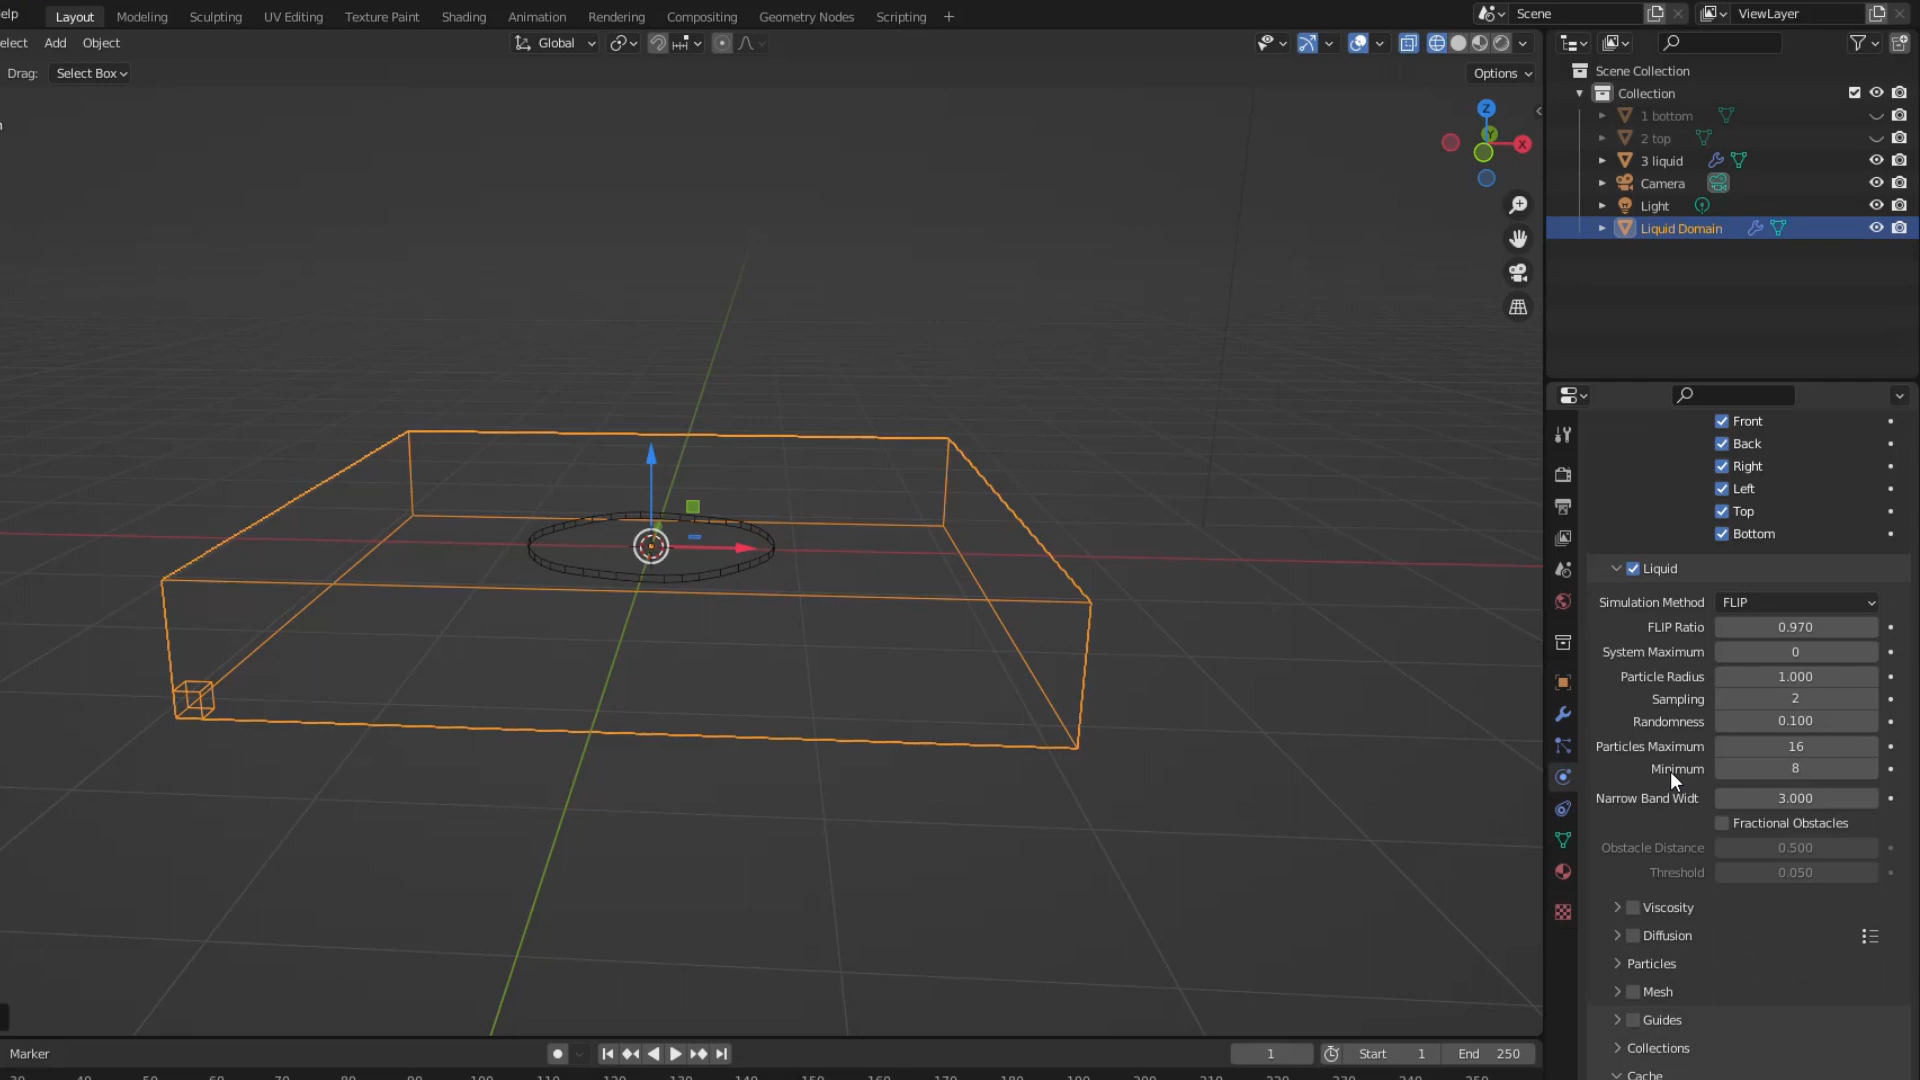 elp
Layout
Modeling
Sculpting
UV Editing
Texture Paint
Shading
Animation
Rendering
Compositing
Geometry Nodes
Scripting
+
Scene
ViewLayer
elect
Add
Object
Global
Drag:
Select Box
Options
Scene Collection
Collection
1 bottom
2 top
3 liquid
Camera
Light
Liquid Domain
Z
Y
X
Front
Back
Right
Left
Top
Bottom
Liquid
Simulation Method FLIP
FLIP Ratio 0.970
System Maximum 0
Particle Radius 1.000
Sampling 2
Randomness 0.100
Particles Maximum 16
Minimum 8
Narrow Band Widt 3.000
Fractional Obstacles
Obstacle Distance 0.500
Threshold 0.050
Viscosity
Diffusion
Particles
Mesh
Guides
Collections
Cache
Marker
1
Start 1
End 250